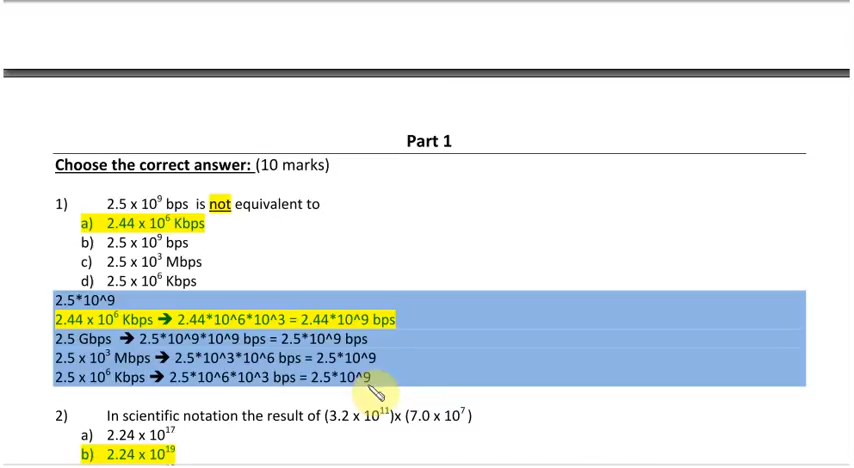 Part 1
Choose the correct answer: (10 marks)
1) 2.5 x 10⁹ bps is not equivalent to
a) 2.44 x 10⁶ Kbps
b) 2.5 x 10⁹ bps
c) 2.5 x 10³ Mbps
d) 2.5 x 10⁶ Kbps
2.5*10^9
2.44 x 10⁶ Kbps ➔ 2.44*10^6*10^3 = 2.44*10^9 bps
2.5 Gbps ➔ 2.5*10^9*10^9 bps = 2.5*10^9 bps
2.5 x 10³ Mbps ➔ 2.5*10^3*10^6 bps = 2.5*10^9
2.5 x 10⁶ Kbps ➔ 2.5*10^6*10^3 bps = 2.5*10^9
2) In scientific notation the result of (3.2 x 10¹¹)x (7.0 x 10⁷ )
a) 2.24 x 10¹⁷
b) 2.24 x 10¹⁹